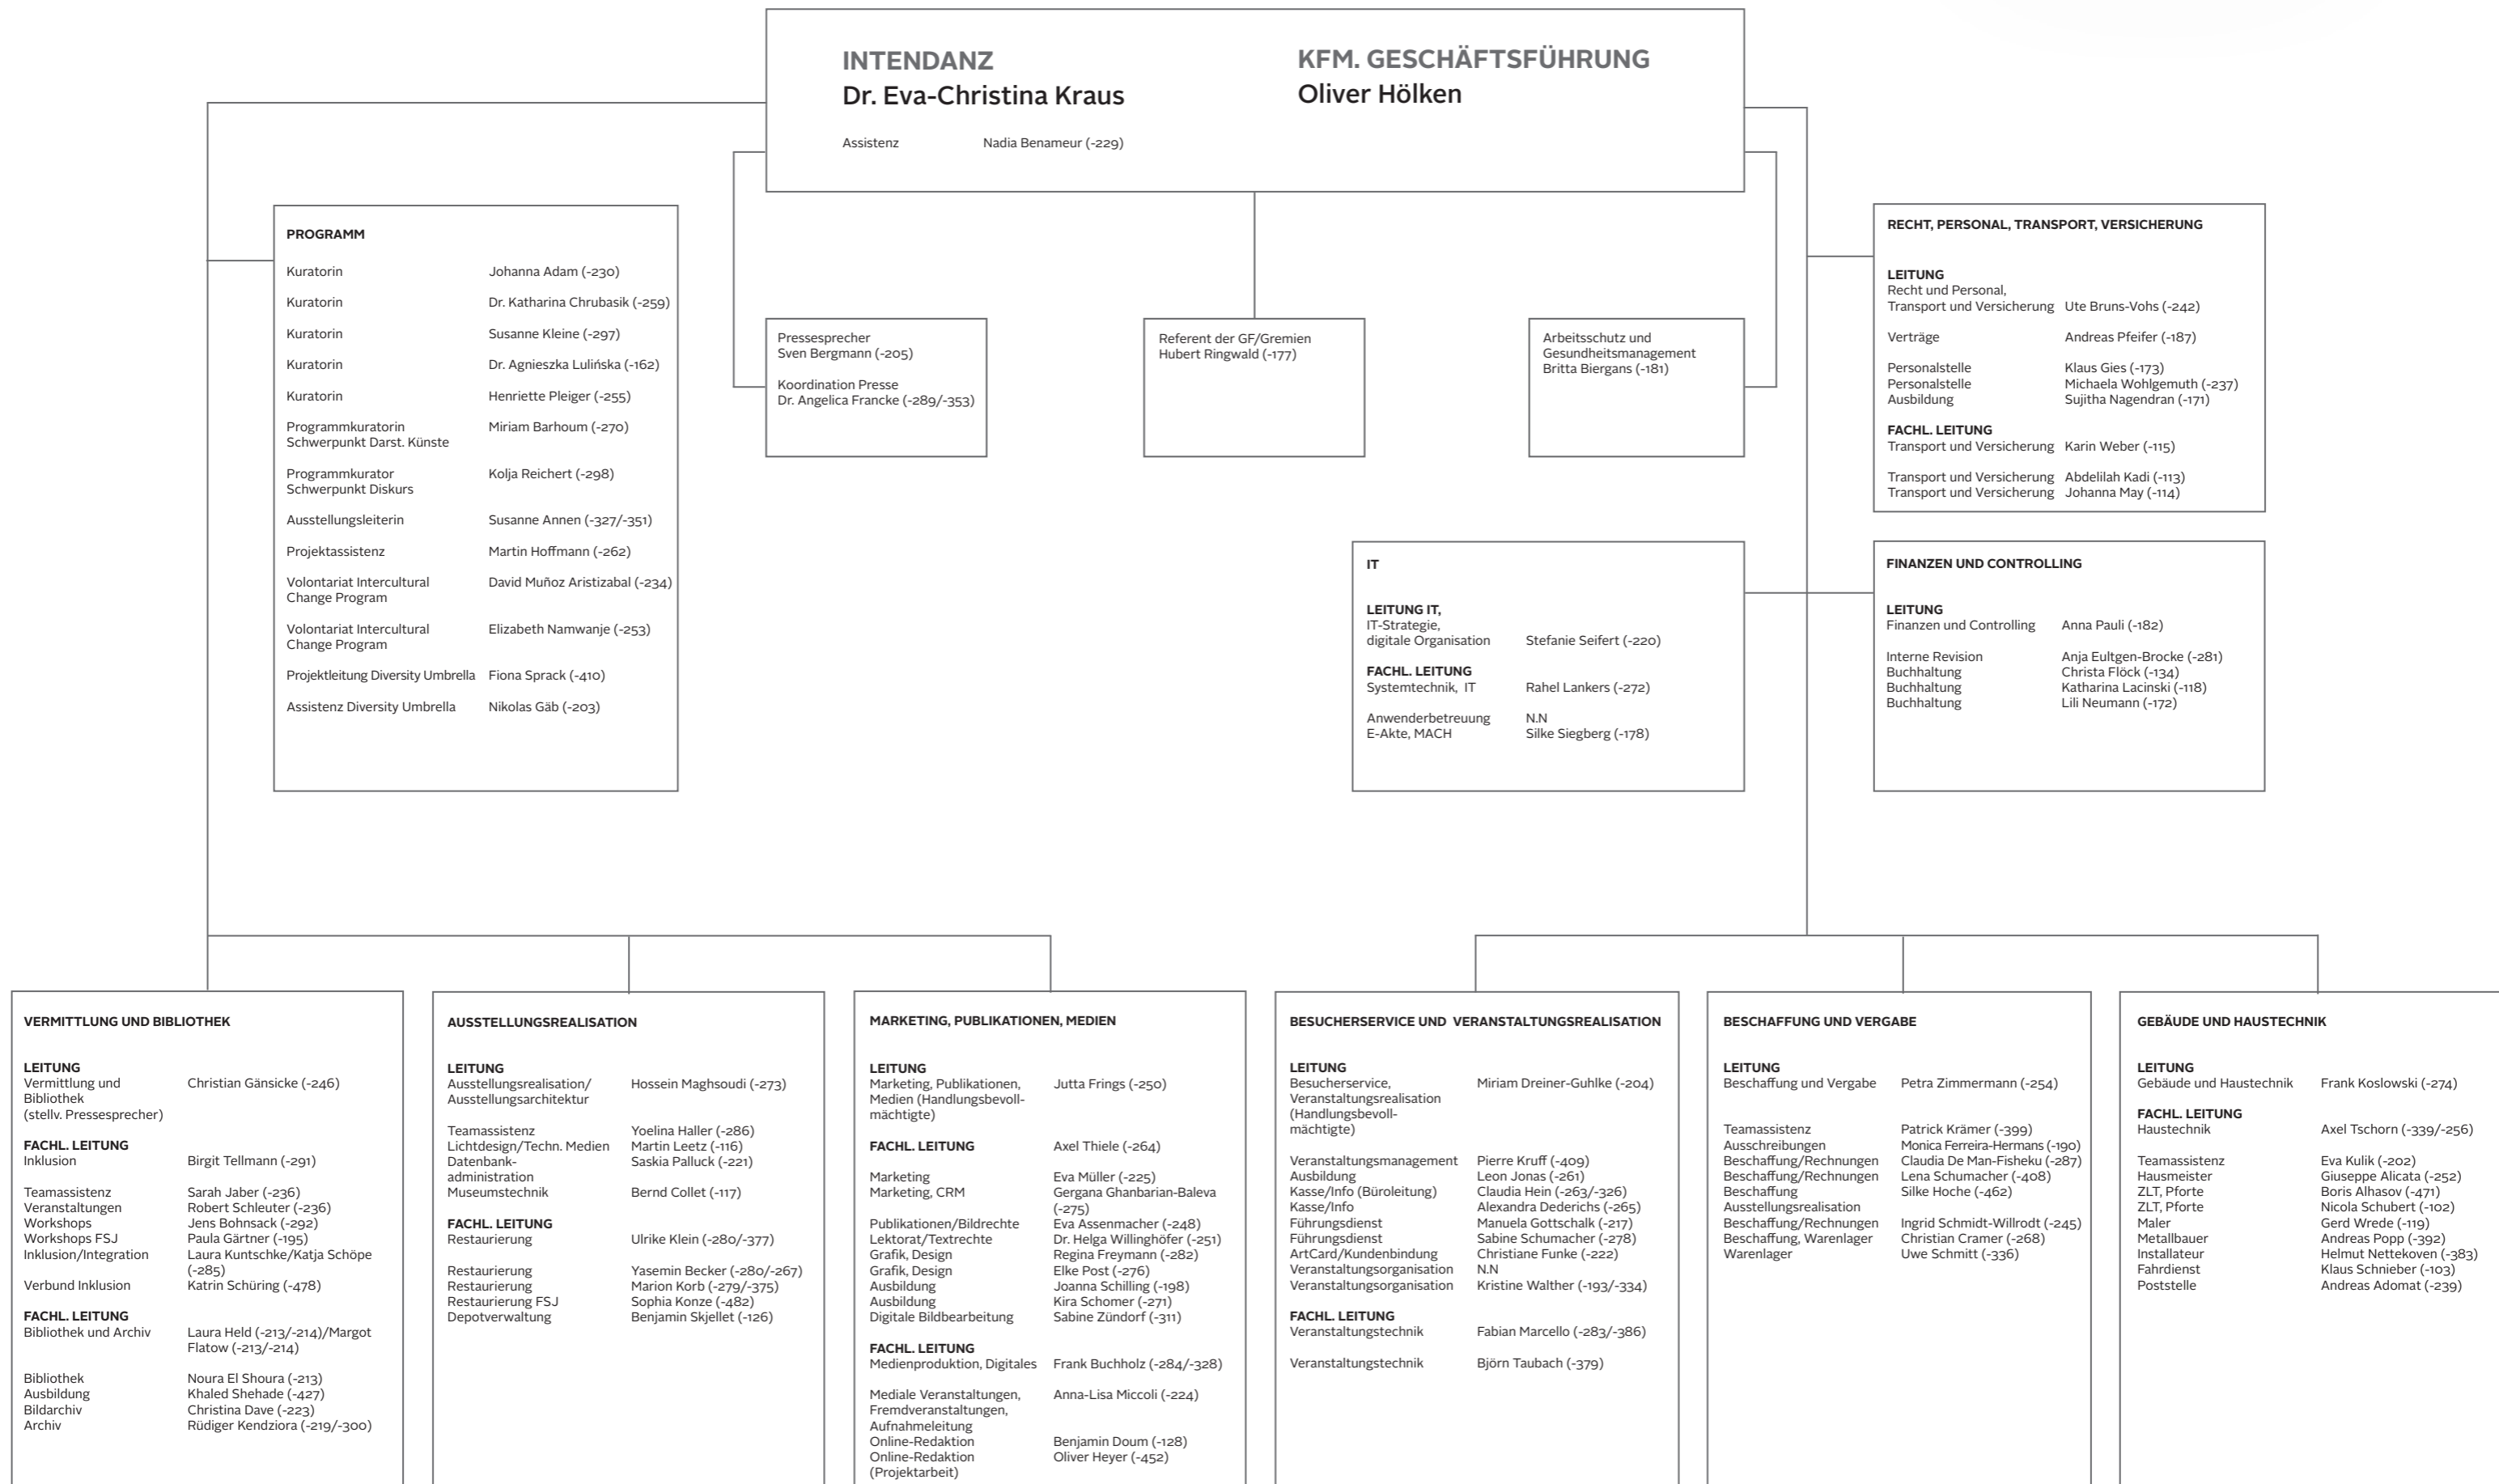 INTENDANZ
Dr. Eva-Christina Kraus
Assistenz Nadia Benameur (-229)
KFM. GESCHÄFTSFÜHRUNG
Oliver Hölken
PROGRAMM
Kuratorin Johanna Adam (-230)
Kuratorin Dr. Katharina Chrubasik (-259)
Kuratorin Susanne Kleine (-297)
Kuratorin Dr. Agnieszka Lulińska (-162)
Kuratorin Henriette Pleiger (-255)
Programmkuratorin Miriam Barhoum (-270)
Schwerpunkt Darst. Künste
Programmkurator Kolja Reichert (-298)
Schwerpunkt Diskurs
Ausstellungsleiterin Susanne Annen (-327/-351)
Projektassistenz Martin Hoffmann (-262)
Volontariat Intercultural David Muñoz Aristizabal (-234)
Change Program
Volontariat Intercultural Elizabeth Namwanje (-253)
Change Program
Projektleitung Diversity Umbrella Fiona Sprack (-410)
Assistenz Diversity Umbrella Nikolas Gäb (-203)
Pressesprecher
Sven Bergmann (-205)
Koordination Presse
Dr. Angelica Francke (-289/-353)
Referent der GF/Gremien
Hubert Ringwald (-177)
Arbeitsschutz und
Gesundheitsmanagement
Britta Biergans (-181)
RECHT, PERSONAL, TRANSPORT, VERSICHERUNG
LEITUNG
Recht und Personal,
Transport und Versicherung Ute Bruns-Vohs (-242)
Verträge Andreas Pfeifer (-187)
Personalstelle Klaus Gies (-173)
Personalstelle Michaela Wohlgemuth (-237)
Ausbildung Sujitha Nagendran (-171)
FACHL. LEITUNG
Transport und Versicherung Karin Weber (-115)
Transport und Versicherung Abdelilah Kadi (-113)
Transport und Versicherung Johanna May (-114)
IT
LEITUNG IT,
IT-Strategie,
digitale Organisation Stefanie Seifert (-220)
FACHL. LEITUNG
Systemtechnik, IT Rahel Lankers (-272)
Anwenderbetreuung N.N
E-Akte, MACH Silke Siegberg (-178)
FINANZEN UND CONTROLLING
LEITUNG
Finanzen und Controlling Anna Pauli (-182)
Interne Revision Anja Eultgen-Brocke (-281)
Buchhaltung Christa Flöck (-134)
Buchhaltung Katharina Lacinski (-118)
Buchhaltung Lili Neumann (-172)
VERMITTLUNG UND BIBLIOTHEK
LEITUNG
Vermittlung und Christian Gänsicke (-246)
Bibliothek
(stellv. Pressesprecher)
FACHL. LEITUNG
Inklusion Birgit Tellmann (-291)
Teamassistenz Sarah Jaber (-236)
Veranstaltungen Robert Schleuter (-236)
Workshops Jens Bohnsack (-292)
Workshops FSJ Paula Gärtner (-195)
Inklusion/Integration Laura Kuntschke/Katja Schöpe
(-285)
Verbund Inklusion Katrin Schüring (-478)
FACHL. LEITUNG
Bibliothek und Archiv Laura Held (-213/-214)/Margot
Flatow (-213/-214)
Bibliothek Noura El Shoura (-213)
Ausbildung Khaled Shehade (-427)
Bildarchiv Christina Dave (-223)
Archiv Rüdiger Kendziora (-219/-300)
AUSSTELLUNGSREALISATION
LEITUNG
Ausstellungsrealisation/ Hossein Maghsoudi (-273)
Ausstellungsarchitektur
Teamassistenz Yoelina Haller (-286)
Lichtdesign/Techn. Medien Martin Leetz (-116)
Datenbank- Saskia Palluck (-221)
administration
Museumstechnik Bernd Collet (-117)
FACHL. LEITUNG
Restaurierung Ulrike Klein (-280/-377)
Restaurierung Yasemin Becker (-280/-267)
Restaurierung Marion Korb (-279/-375)
Restaurierung FSJ Sophia Konze (-482)
Depotverwaltung Benjamin Skjellet (-126)
MARKETING, PUBLIKATIONEN, MEDIEN
LEITUNG
Marketing, Publikationen, Jutta Frings (-250)
Medien (Handlungsbevoll-
mächtigte)
FACHL. LEITUNG Axel Thiele (-264)
Marketing Eva Müller (-225)
Marketing, CRM Gergana Ghanbarian-Baleva
(-275)
Publikationen/Bildrechte Eva Assenmacher (-248)
Lektorat/Textrechte Dr. Helga Willinghöfer (-251)
Grafik, Design Regina Freymann (-282)
Grafik, Design Elke Post (-276)
Ausbildung Joanna Schilling (-198)
Ausbildung Kira Schomer (-271)
Digitale Bildbearbeitung Sabine Zündorf (-311)
FACHL. LEITUNG
Medienproduktion, Digitales Frank Buchholz (-284/-328)
Mediale Veranstaltungen, Anna-Lisa Miccoli (-224)
Fremdveranstaltungen,
Aufnahmeleitung
Online-Redaktion Benjamin Doum (-128)
Online-Redaktion Oliver Heyer (-452)
(Projektarbeit)
BESUCHERSERVICE UND VERANSTALTUNGSREALISATION
LEITUNG
Besucherservice, Miriam Dreiner-Guhlke (-204)
Veranstaltungsrealisation
(Handlungsbevoll-
mächtigte)
Veranstaltungsmanagement Pierre Kruff (-409)
Ausbildung Leon Jonas (-261)
Kasse/Info (Büroleitung) Claudia Hein (-263/-326)
Kasse/Info Alexandra Dederichs (-265)
Führungsdienst Manuela Gottschalk (-217)
Führungsdienst Sabine Schumacher (-278)
ArtCard/Kundenbindung Christiane Funke (-222)
Veranstaltungsorganisation N.N
Veranstaltungsorganisation Kristine Walther (-193/-334)
FACHL. LEITUNG
Veranstaltungstechnik Fabian Marcello (-283/-386)
Veranstaltungstechnik Björn Taubach (-379)
BESCHAFFUNG UND VERGABE
LEITUNG
Beschaffung und Vergabe Petra Zimmermann (-254)
Teamassistenz Patrick Krämer (-399)
Ausschreibungen Monica Ferreira-Hermans (-190)
Beschaffung/Rechnungen Claudia De Man-Fisheku (-287)
Beschaffung/Rechnungen Lena Schumacher (-408)
Beschaffung Silke Hoche (-462)
Ausstellungsrealisation
Beschaffung/Rechnungen Ingrid Schmidt-Willrodt (-245)
Beschaffung, Warenlager Christian Cramer (-268)
Warenlager Uwe Schmitt (-336)
GEBÄUDE UND HAUSTECHNIK
LEITUNG
Gebäude und Haustechnik Frank Koslowski (-274)
FACHL. LEITUNG
Haustechnik Axel Tschorn (-339/-256)
Teamassistenz Eva Kulik (-202)
Hausmeister Giuseppe Alicata (-252)
ZLT, Pforte Boris Alhasov (-471)
ZLT, Pforte Nicola Schubert (-102)
Maler Gerd Wrede (-119)
Metallbauer Andreas Popp (-392)
Installateur Helmut Nettekoven (-383)
Fahrdienst Klaus Schnieber (-103)
Poststelle Andreas Adomat (-239)